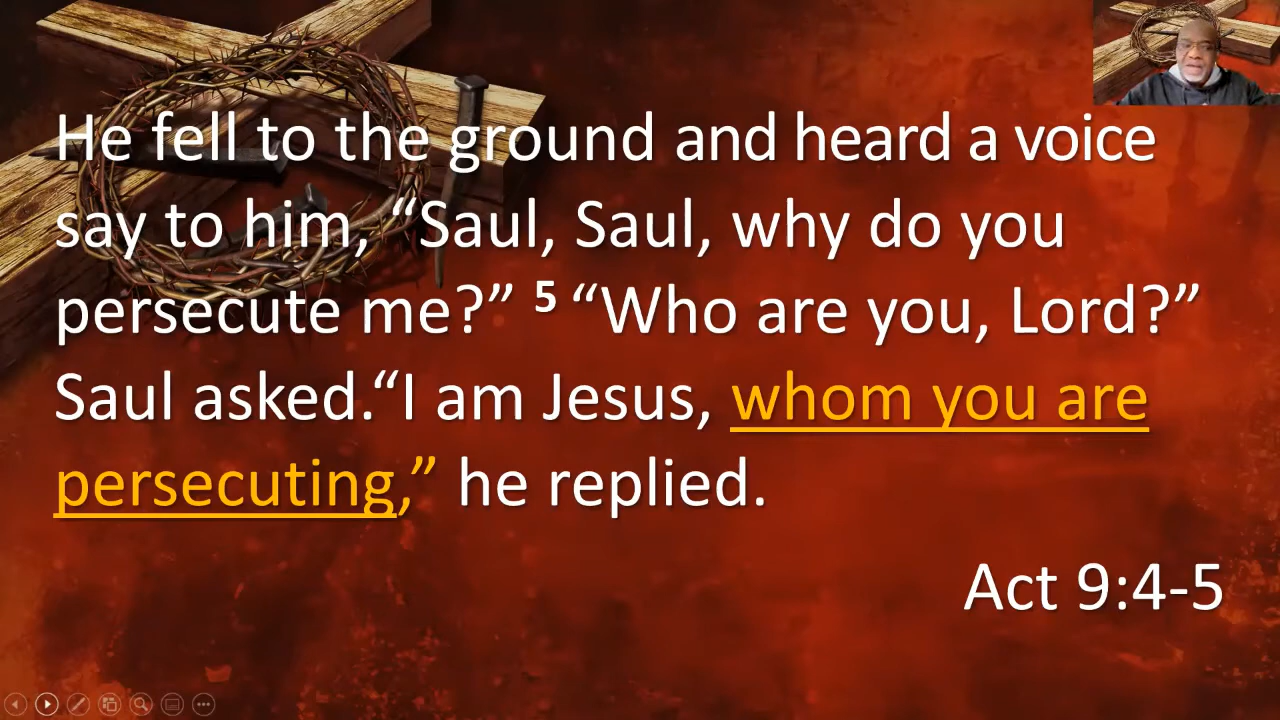 He fell to the ground and heard a voice
say to him, “Saul, Saul, why do you
persecute me?” 5 “Who are you, Lord?”
Saul asked.“I am Jesus, whom you are
persecuting,” he replied.
Act 9:4-5